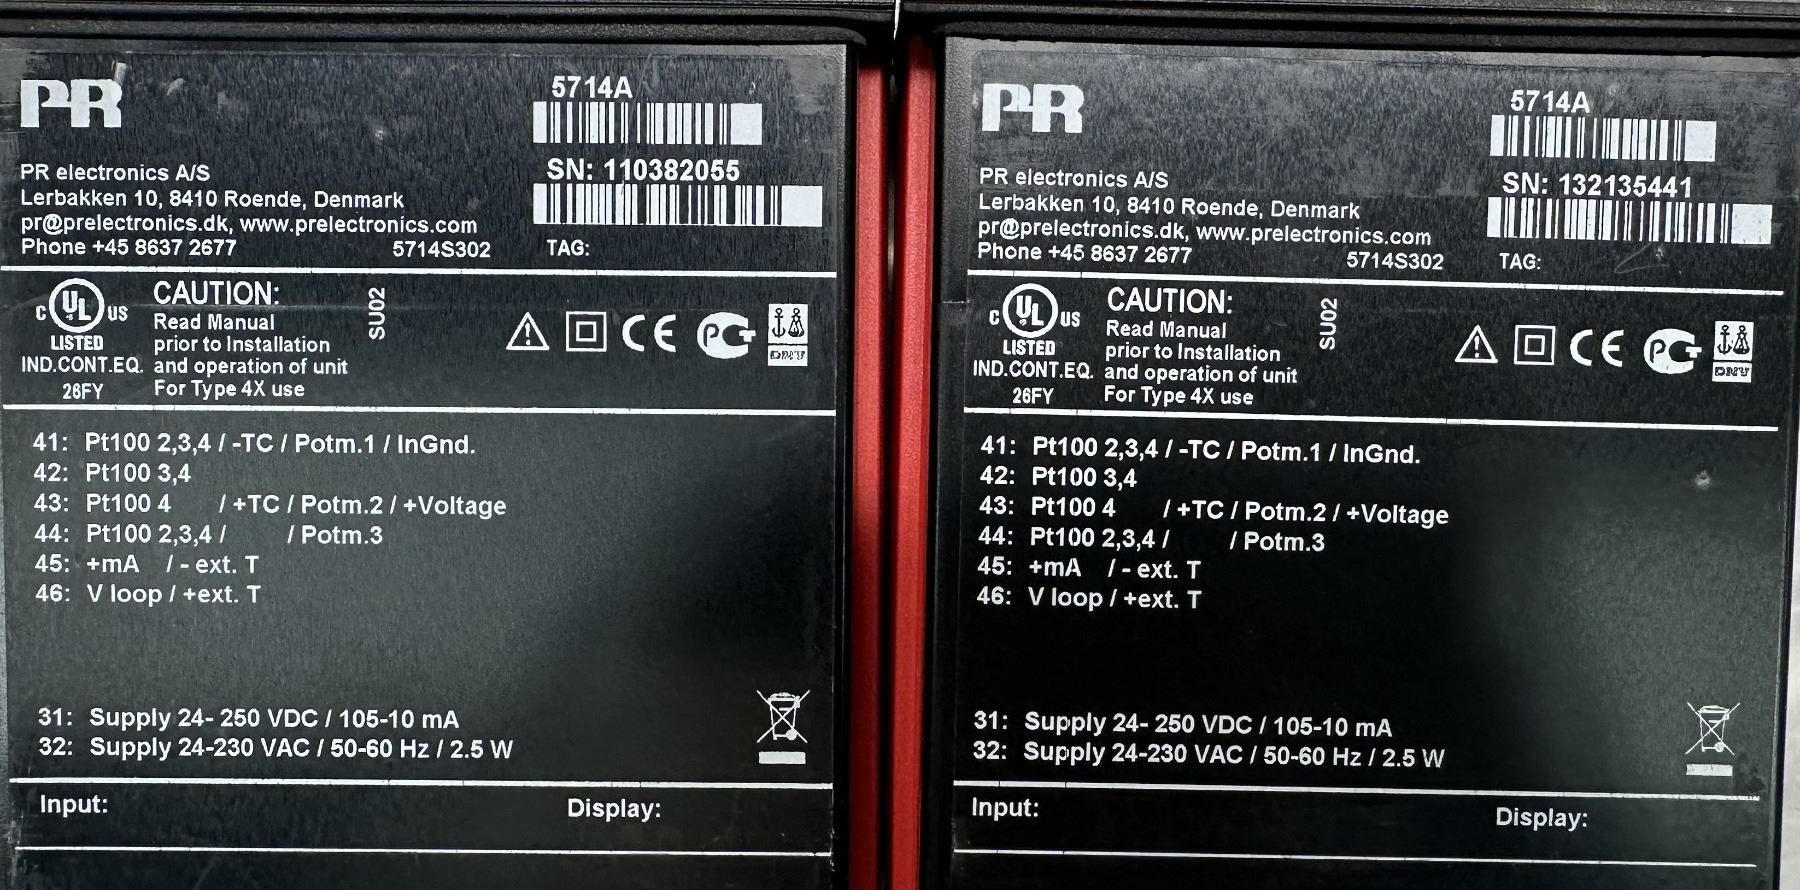 PR
5714A
SN: 110382055
PR electronics A/S
Lerbakken 10, 8410 Roende, Denmark
pr@prelectronics.dk, www.prelectronics.com
Phone +45 8637 2677
5714S302
TAG:
C UL US
LISTED
IND.CONT.EQ.
26FY
CAUTION:
Read Manual
prior to Installation
and operation of unit
For Type 4X use
SU02
CE
PC
DNV
41: Pt100 2,3,4 / -TC / Potm.1 / InGnd.
42: Pt100 3,4
43: Pt100 4 / +TC / Potm.2 / +Voltage
44: Pt100 2,3,4 / / Potm.3
45: +mA / - ext. T
46: V loop / +ext. T
31: Supply 24- 250 VDC / 105-10 mA
32: Supply 24-230 VAC / 50-60 Hz / 2.5 W
Input:
Display:
PR
5714A
SN: 132135441
PR electronics A/S
Lerbakken 10, 8410 Roende, Denmark
pr@prelectronics.dk, www.prelectronics.com
Phone +45 8637 2677
5714S302
TAG:
C UL US
LISTED
IND.CONT.EQ.
26FY
CAUTION:
Read Manual
prior to Installation
and operation of unit
For Type 4X use
SU02
CE
PC
DNV
41: Pt100 2,3,4 / -TC / Potm.1 / InGnd.
42: Pt100 3,4
43: Pt100 4 / +TC / Potm.2 / +Voltage
44: Pt100 2,3,4 / / Potm.3
45: +mA / - ext. T
46: V loop / +ext. T
31: Supply 24- 250 VDC / 105-10 mA
32: Supply 24-230 VAC / 50-60 Hz / 2.5 W
Input:
Display: